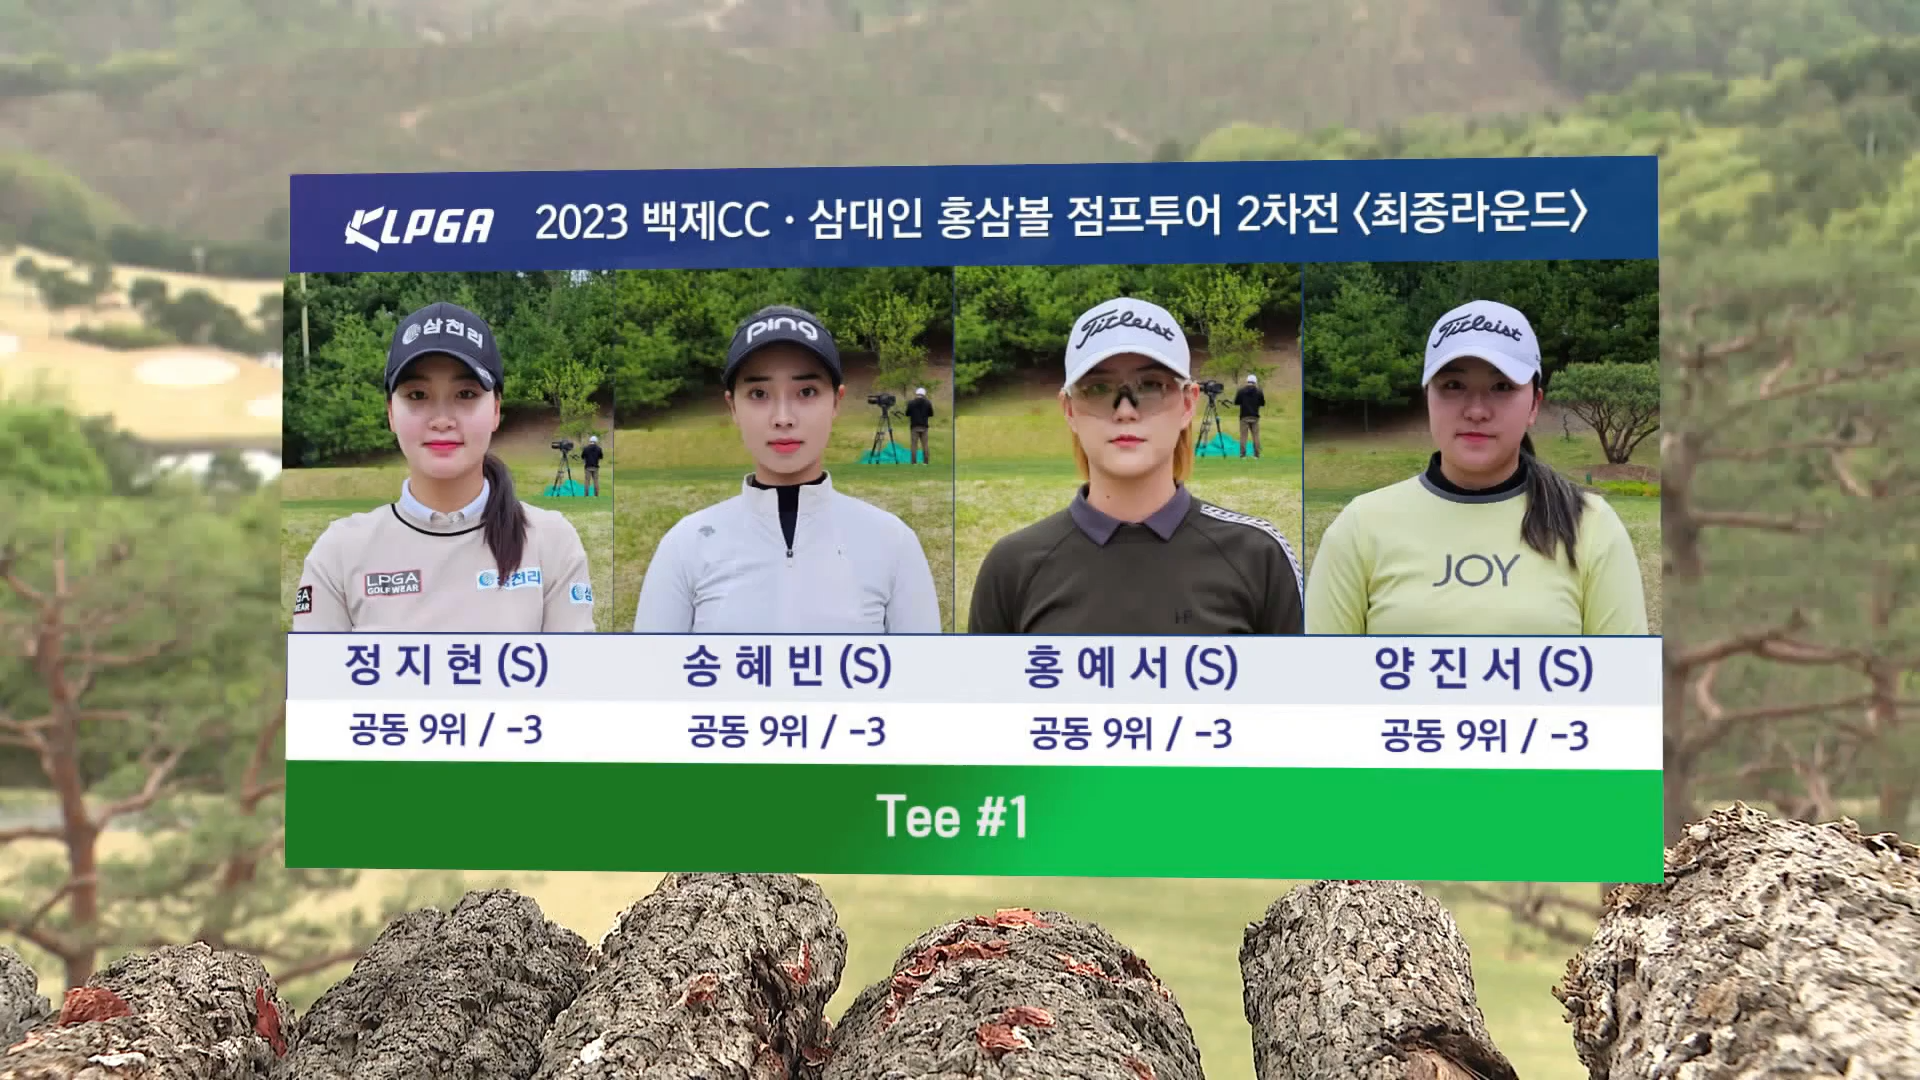 KLPGA 2023 백제CC · 삼대인 홍삼볼 점프투어 2차전 <최종라운드>
삼천리
ping
Titleist
Titleist
LPGA
GOLF WEAR
삼천리
JOY
정지현 (S) 송혜빈 (S) 홍예서 (S) 양진서 (S)
공동 9위 / -3 공동 9위 / -3 공동 9위 / -3 공동 9위 / -3
Tee #1